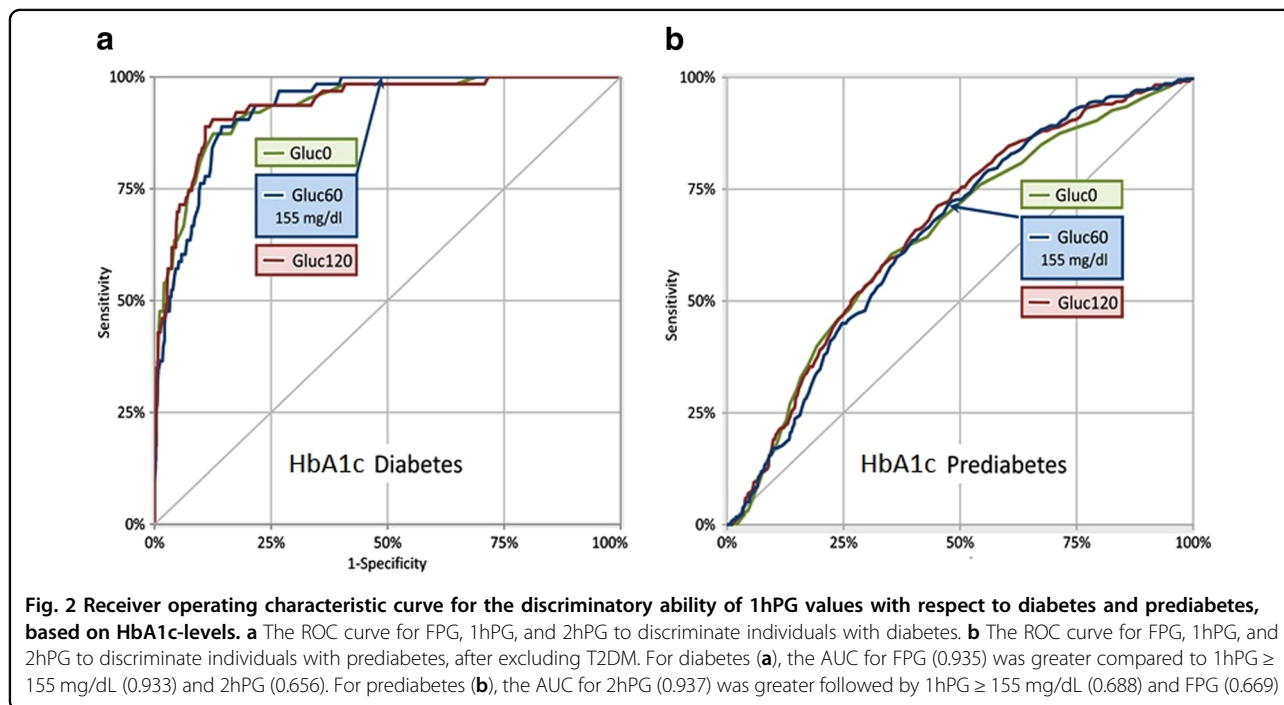 a
100%
75%
50%
25%
0%
Sensitivity
Gluc0
Gluc60
155 mg/dl
Gluc120
HbA1c Diabetes
0%
25%
50%
75%
100%
1-Specificity
b
100%
75%
50%
25%
0%
Sensitivity
Gluc0
Gluc60
155 mg/dl
Gluc120
HbA1c Prediabetes
0%
25%
50%
75%
100%
Fig. 2 Receiver operating characteristic curve for the discriminatory ability of 1hPG values with respect to diabetes and prediabetes,
based on HbA1c-levels. a The ROC curve for FPG, 1hPG, and 2hPG to discriminate individuals with diabetes. b The ROC curve for FPG, 1hPG, and
2hPG to discriminate individuals with prediabetes, after excluding T2DM. For diabetes (a), the AUC for FPG (0.935) was greater compared to 1hPG ≥
155 mg/dL (0.933) and 2hPG (0.656). For prediabetes (b), the AUC for 2hPG (0.937) was greater followed by 1hPG ≥ 155 mg/dL (0.688) and FPG (0.669)